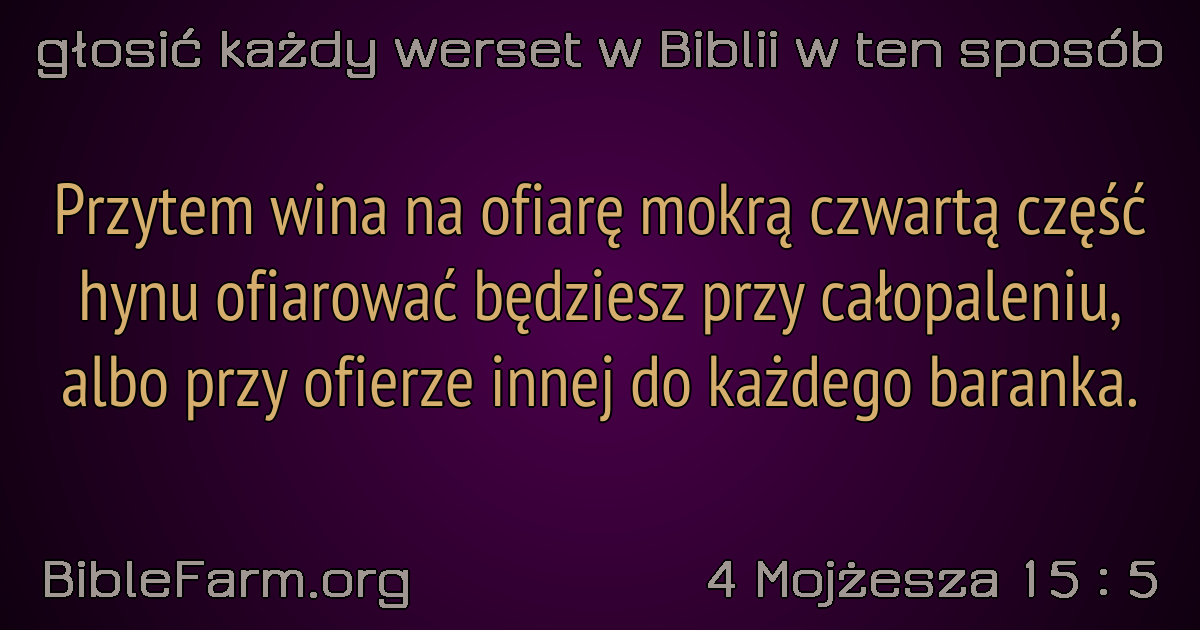 głosić każdy werset w Biblii w ten sposób
Przytem wina na ofiarę mokrą czwartą część
hynu ofiarować będziesz przy całopaleniu,
albo przy ofierze innej do każdego baranka.
BibleFarm.org
4 Mojżesza 15 : 5